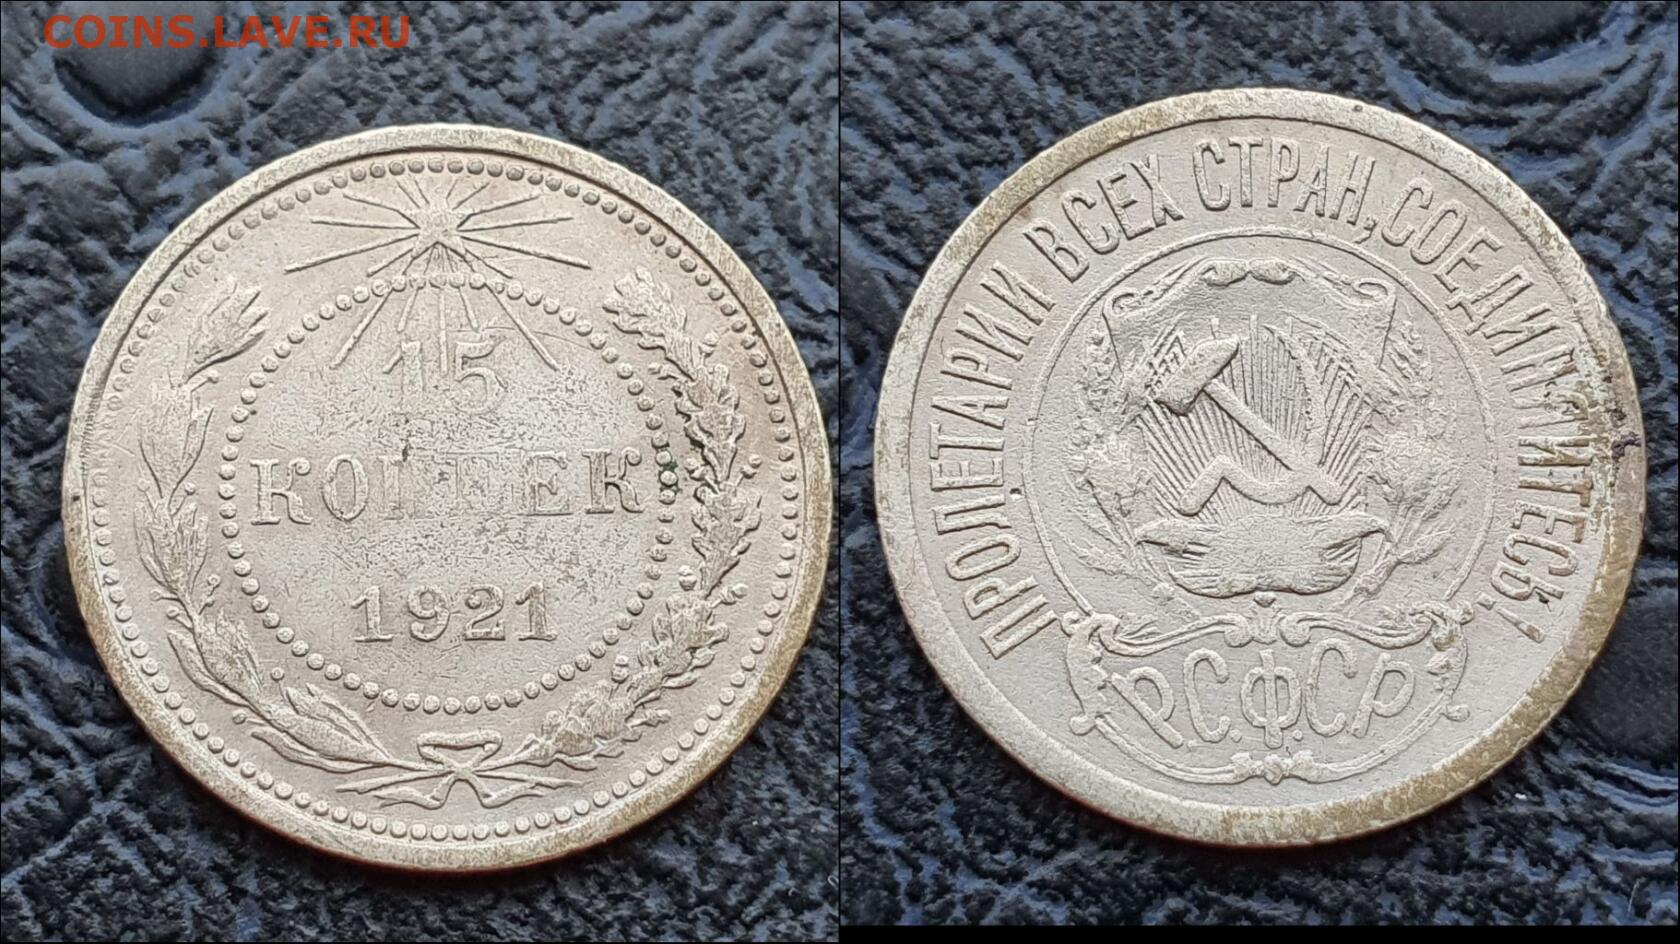 COINS.LAVE.RU
15
КОПЕЕК
1921
ПРОЛЕТАРИИ ВСЕХ СТРАН, СОЕДИНЯЙТЕСЬ!
Р.С.Ф.С.Р.